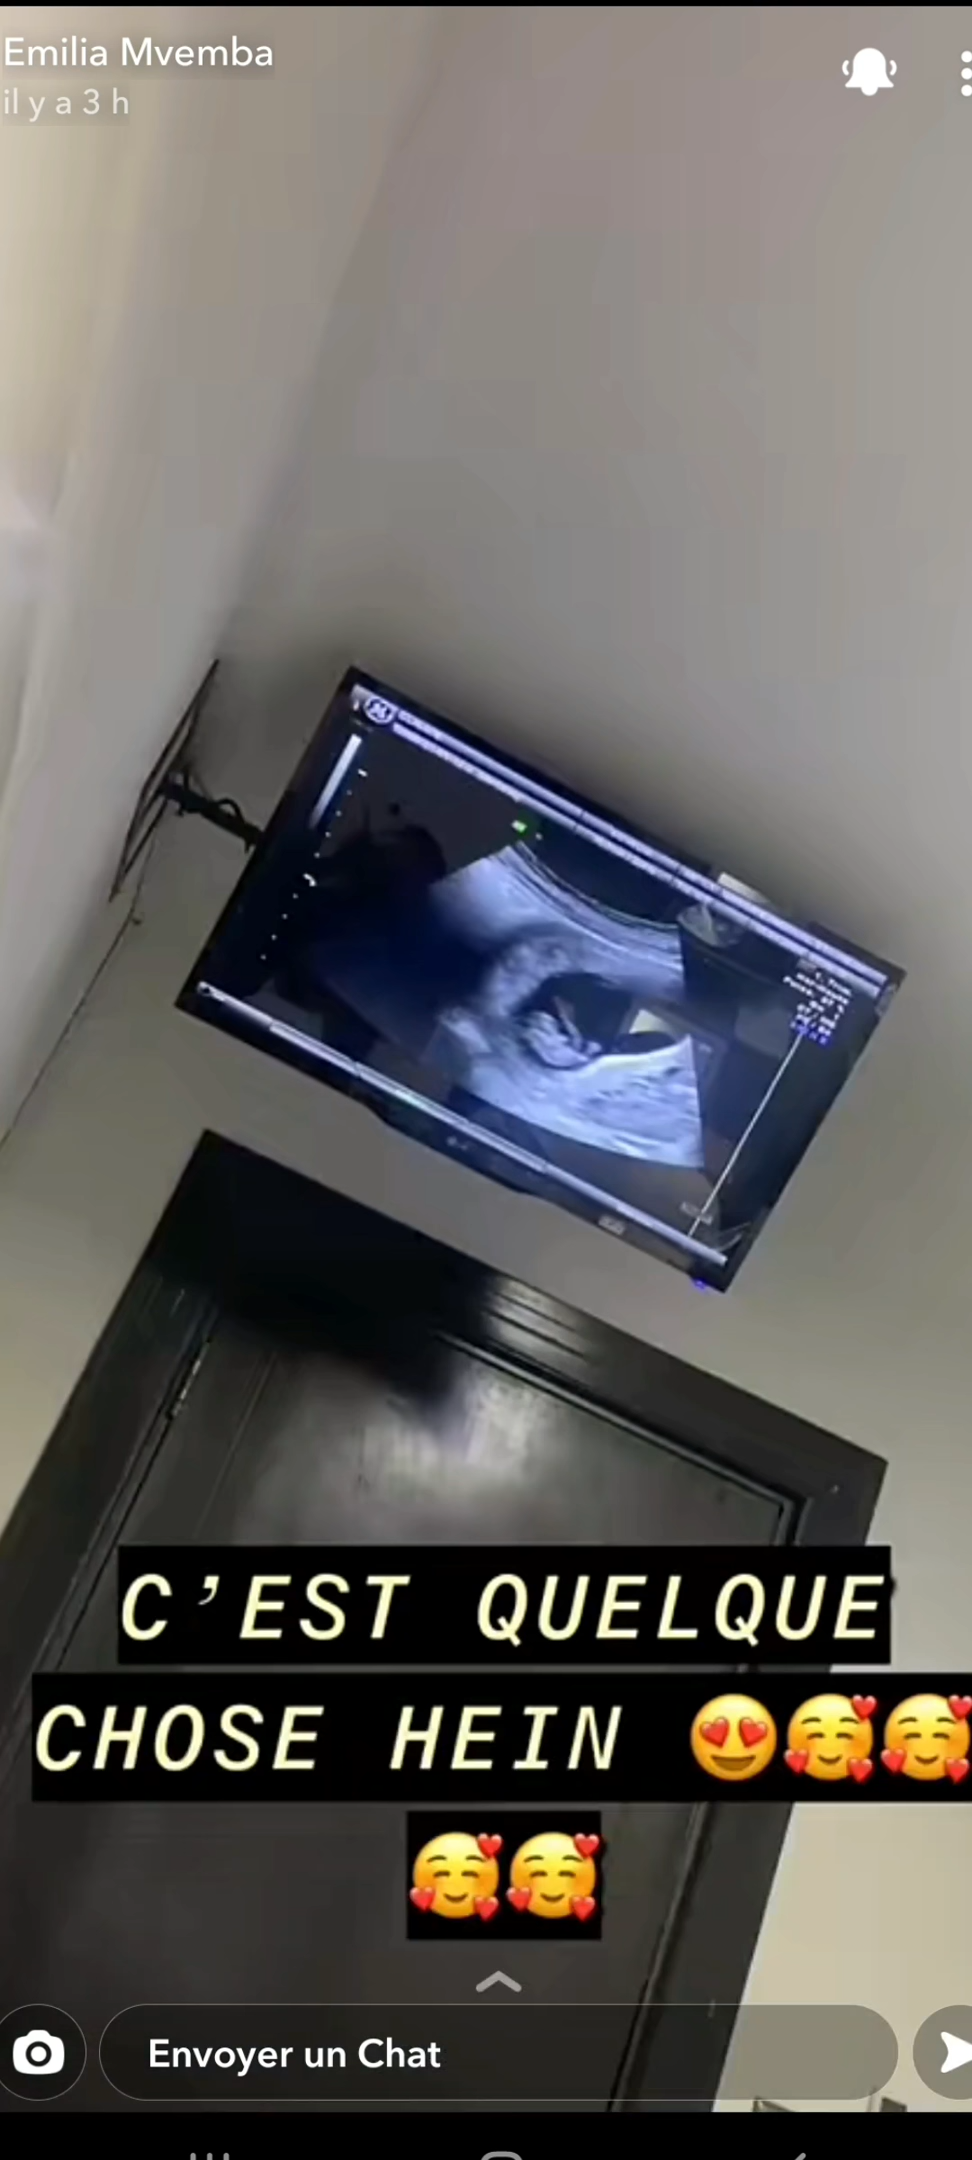 Emilia Mvemba
il y a 3 h
C'EST QUELQUE
CHOSE HEIN 😍🥰🥰
🥰🥰
Envoyer un Chat